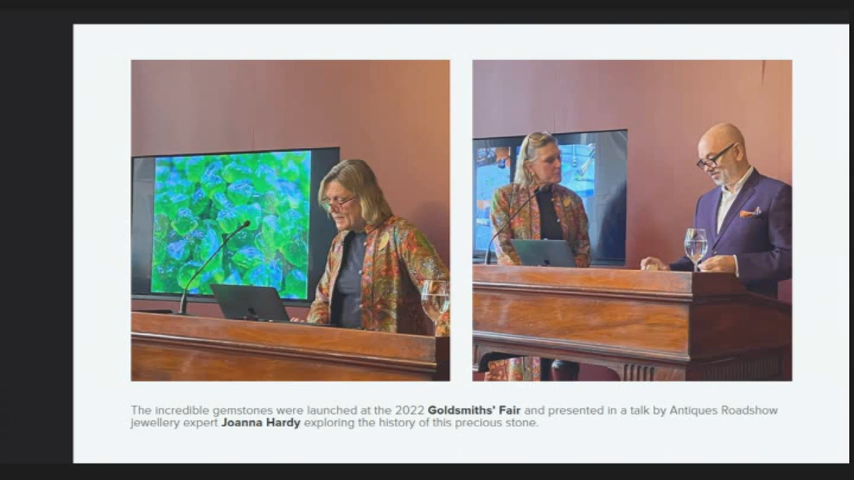 The incredible gemstones were launched at the 2022 Goldsmiths' Fair and presented in a talk by Antiques Roadshow
jewellery expert Joanna Hardy exploring the history of this precious stone.